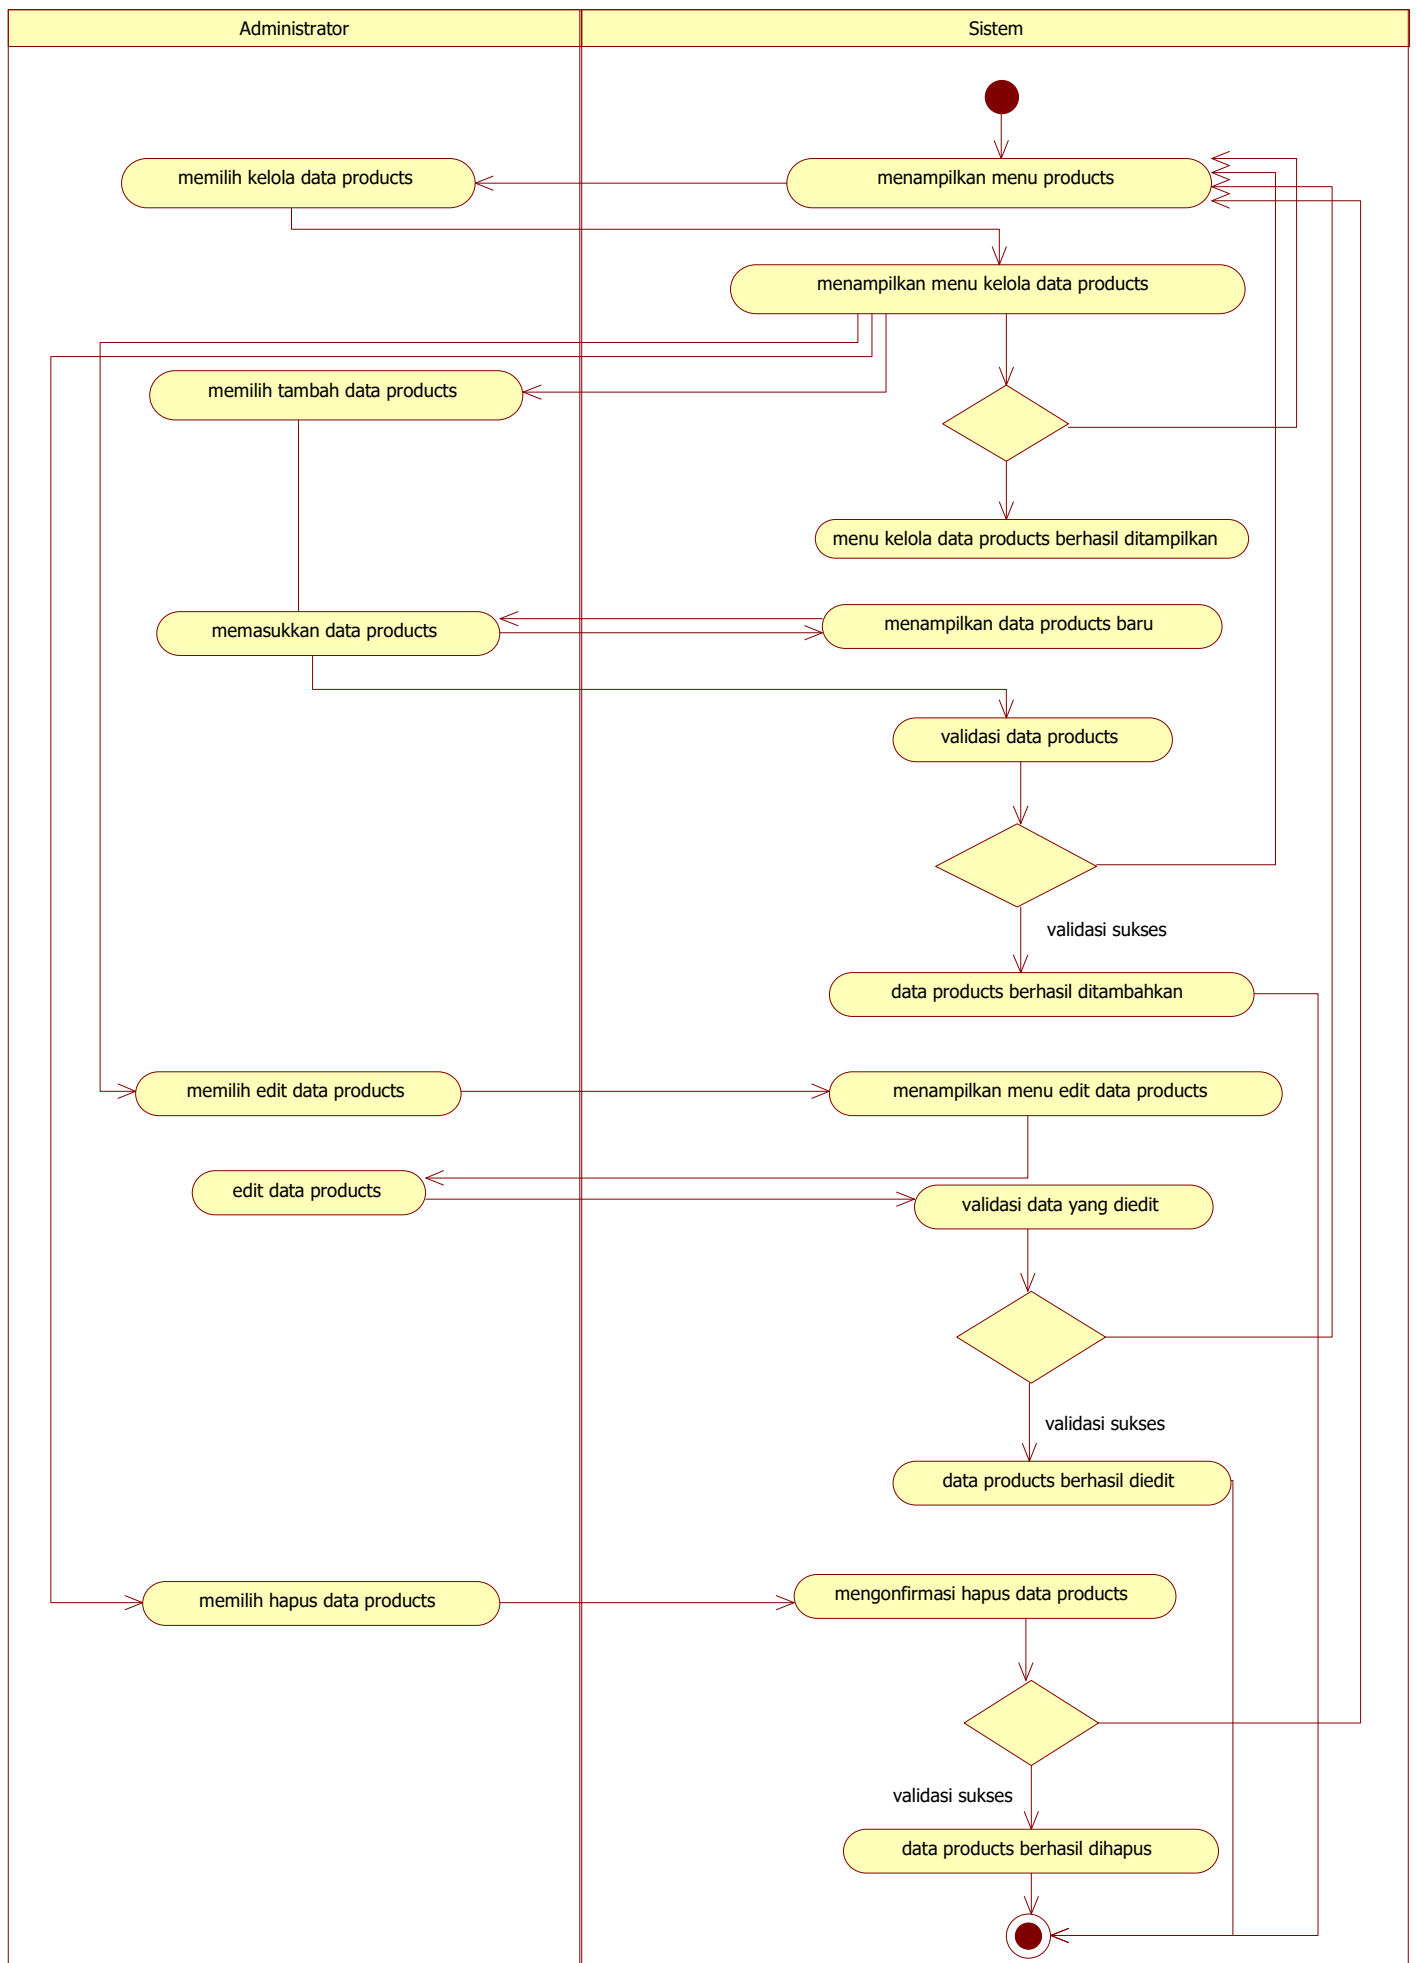 Administrator
Sistem
memilih kelola data products
menampilkan menu products
menampilkan menu kelola data products
memilih tambah data products
menu kelola data products berhasil ditampilkan
memasukkan data products
menampilkan data products baru
validasi data products
validasi sukses
data products berhasil ditambahkan
memilih edit data products
menampilkan menu edit data products
edit data products
validasi data yang diedit
validasi sukses
data products berhasil diedit
memilih hapus data products
mengonfirmasi hapus data products
validasi sukses
data products berhasil dihapus